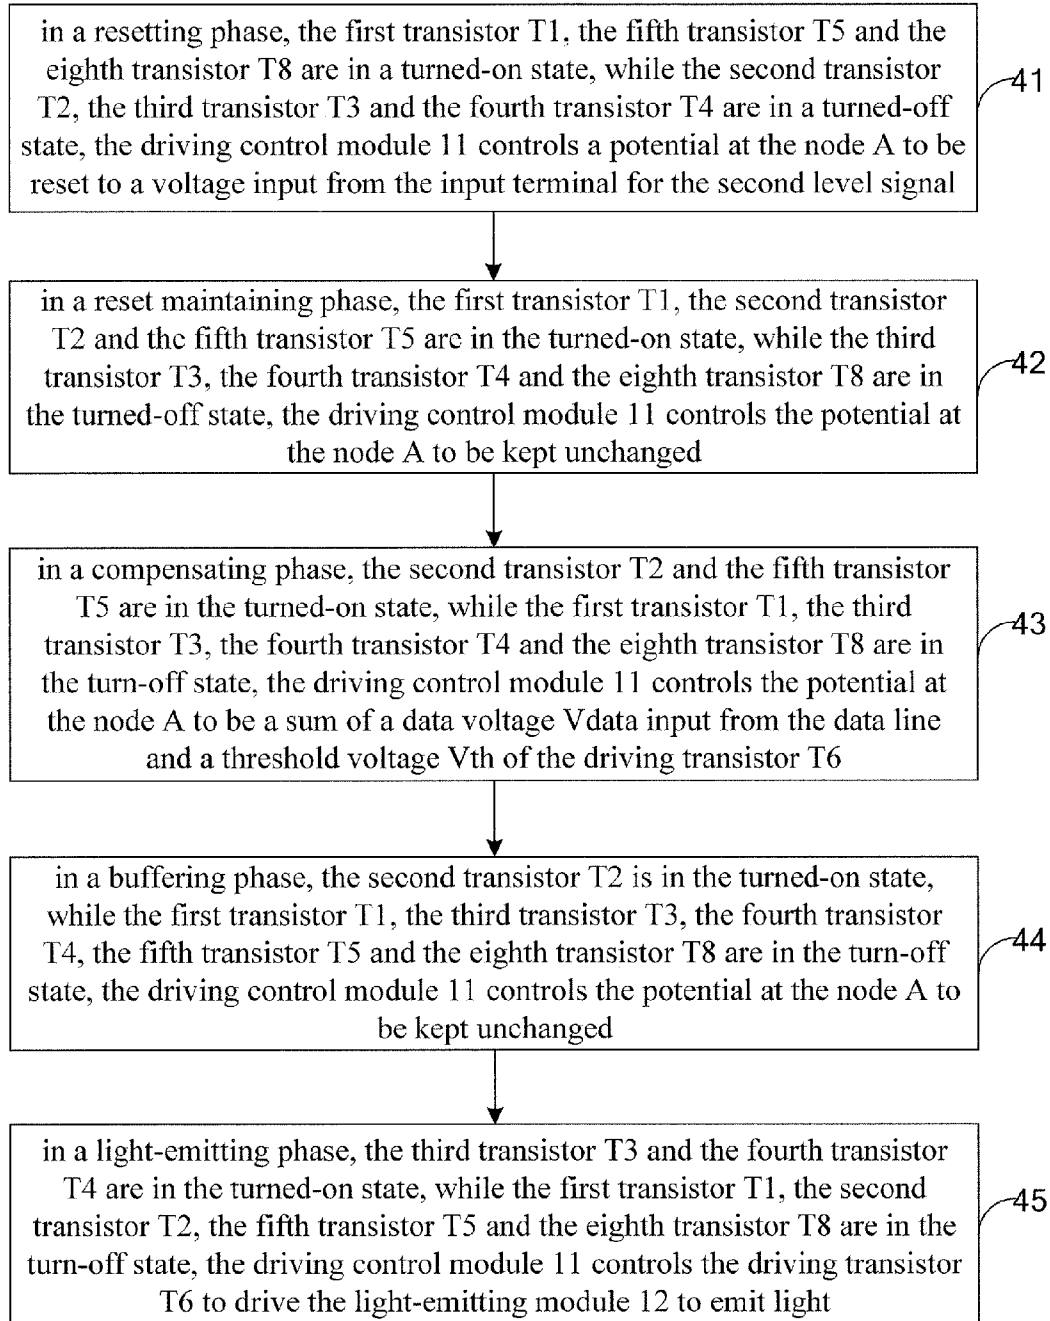 in a resetting phase, the first transistor T1, the fifth transistor T5 and the
eighth transistor T8 are in a turned-on state, while the second transistor
T2, the third transistor T3 and the fourth transistor T4 are in a turned-off
state, the driving control module 11 controls a potential at the node A to be
reset to a voltage input from the input terminal for the second level signal
41
in a reset maintaining phase, the first transistor T1, the second transistor
T2 and the fifth transistor T5 are in the turned-on state, while the third
transistor T3, the fourth transistor T4 and the eighth transistor T8 are in
the turned-off state, the driving control module 11 controls the potential at
the node A to be kept unchanged
42
in a compensating phase, the second transistor T2 and the fifth transistor
T5 are in the turned-on state, while the first transistor T1, the third
transistor T3, the fourth transistor T4 and the eighth transistor T8 are in
the turn-off state, the driving control module 11 controls the potential at
the node A to be a sum of a data voltage Vdata input from the data line
and a threshold voltage Vth of the driving transistor T6
43
in a buffering phase, the second transistor T2 is in the turned-on state,
while the first transistor T1, the third transistor T3, the fourth transistor
T4, the fifth transistor T5 and the eighth transistor T8 are in the turn-off
state, the driving control module 11 controls the potential at the node A to
be kept unchanged
44
in a light-emitting phase, the third transistor T3 and the fourth transistor
T4 are in the turned-on state, while the first transistor T1, the second
transistor T2, the fifth transistor T5 and the eighth transistor T8 are in the
turn-off state, the driving control module 11 controls the driving transistor
T6 to drive the light-emitting module 12 to emit light
45